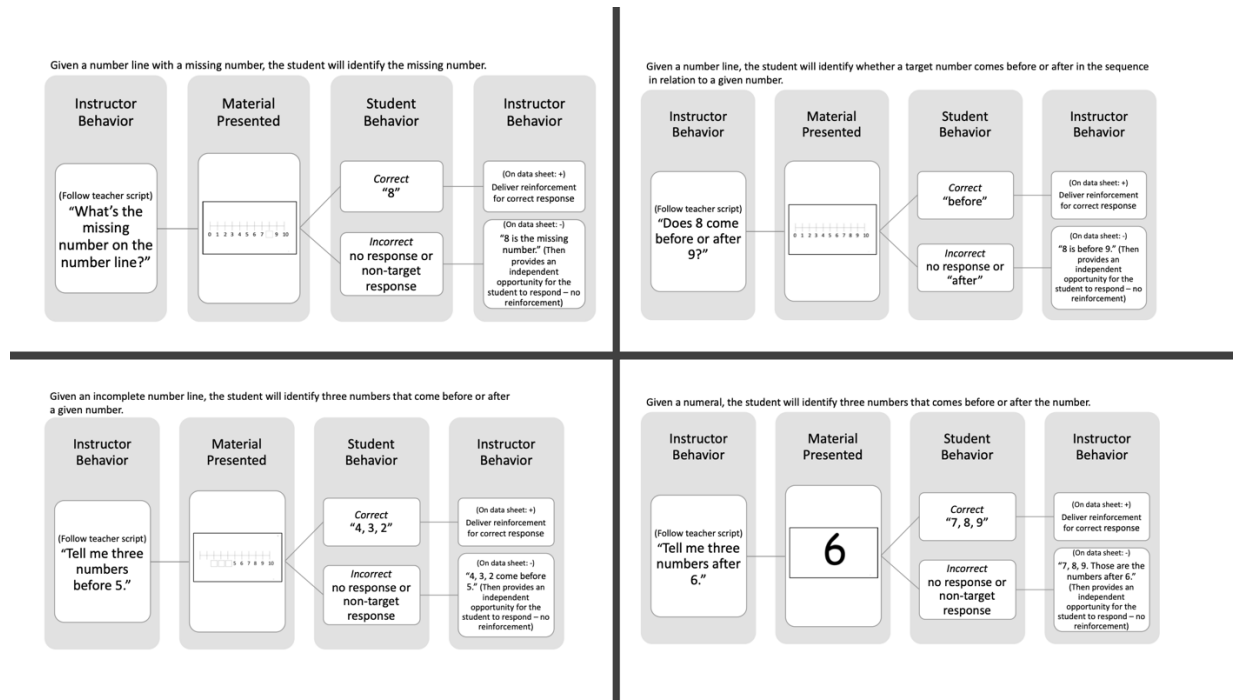 Given a number line with a missing number, the student will identify the missing number.
Instructor
Behavior
Material
Presented
Student
Behavior
Instructor
Behavior
(Follow teacher script)
“What’s the
missing
number on the
number line?”
0 1 2 3 4 5 6 7 9 10
Correct
“8”
Incorrect
no response or
non-target
response
(On data sheet: +)
Deliver reinforcement
for correct response
(On data sheet: -)
“8 is the missing
number.” (Then
provides an
independent
opportunity for the
student to respond – no
reinforcement)
Given a number line, the student will identify whether a target number comes before or after in the sequence
in relation to a given number.
Instructor
Behavior
Material
Presented
Student
Behavior
Instructor
Behavior
(Follow teacher script)
“Does 8 come
before or after
9?”
0 1 2 3 4 5 6 7 8 9 10
Correct
“before”
Incorrect
no response or
“after”
(On data sheet: +)
Deliver reinforcement
for correct response
(On data sheet: -)
“8 is before 9.” (Then
provides an
independent
opportunity for the
student to respond – no
reinforcement)
Given an incomplete number line, the student will identify three numbers that come before or after
a given number.
Instructor
Behavior
Material
Presented
Student
Behavior
Instructor
Behavior
(Follow teacher script)
“Tell me three
numbers
before 5.”
5 6 7 8 9 10
Correct
“4, 3, 2”
Incorrect
no response or
non-target
response
(On data sheet: +)
Deliver reinforcement
for correct response
(On data sheet: -)
“4, 3, 2 come before
5.” (Then provides an
independent
opportunity for the
student to respond – no
reinforcement)
Given a numeral, the student will identify three numbers that comes before or after the number.
Instructor
Behavior
Material
Presented
Student
Behavior
Instructor
Behavior
(Follow teacher script)
“Tell me three
numbers after
6.”
6
Correct
“7, 8, 9”
Incorrect
no response or
non-target
response
(On data sheet: +)
Deliver reinforcement
for correct response
(On data sheet: -)
“7, 8, 9. Those are the
numbers after 6.”
(Then provides an
independent
opportunity for the
student to respond – no
reinforcement)